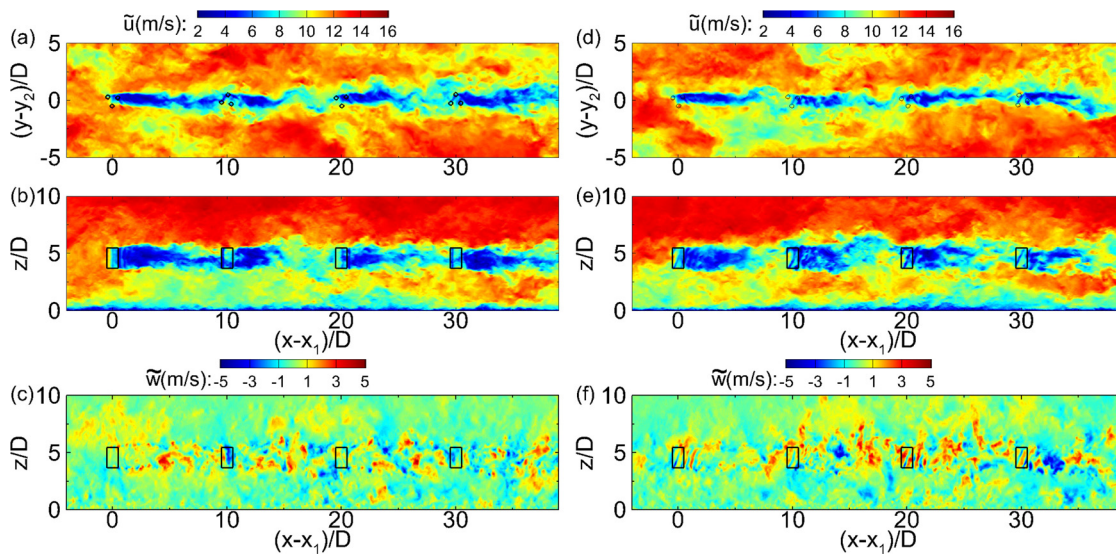 ũ(m/s): 2 4 6 8 10 12 14 16
(a)
5
0
-5
(y-y₂)/D
0 10 20 30
(b)
10
5
0
z/D
0 10 20 30
(x-x₁)/D
w̃(m/s): -5 -3 -1 1 3 5
(c)
10
5
0
z/D
0 10 20 30
(x-x₁)/D
ũ(m/s): 2 4 6 8 10 12 14 16
(d)
5
0
-5
(y-y₂)/D
0 10 20 30
(e)
10
5
0
z/D
0 10 20 30
(x-x₁)/D
w̃(m/s): -5 -3 -1 1 3 5
(f)
10
5
0
z/D
0 10 20 30
(x-x₁)/D